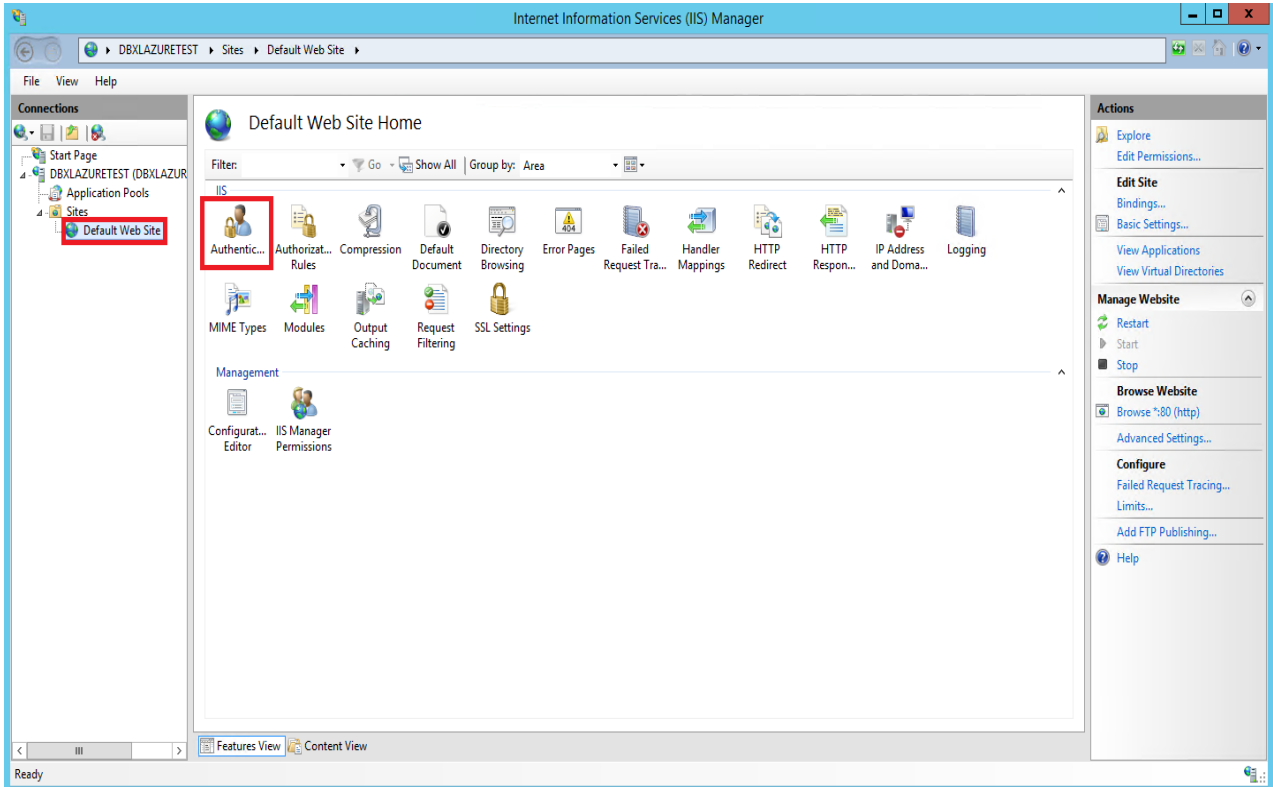 Internet Information Services (IIS) Manager
DBXLAZURETEST Sites Default Web Site
File View Help
Connections
Start Page
DBXLAZURETEST (DBXLAZUR
Application Pools
Sites
Default Web Site
Default Web Site Home
Filter: Go Show All Group by: Area
IIS
Authentic... Authorizat... Compression Default Directory Error Pages Failed Handler HTTP HTTP IP Address Logging
Rules Document Browsing 404 Request Tra... Mappings Redirect Respon... and Doma...
MIME Types Modules Output Request SSL Settings
Caching Filtering
Management
Configurat... IIS Manager
Editor Permissions
Features View Content View
Actions
Explore
Edit Permissions...
Edit Site
Bindings...
Basic Settings...
View Applications
View Virtual Directories
Manage Website
Restart
Start
Stop
Browse Website
Browse *:80 (http)
Advanced Settings...
Configure
Failed Request Tracing...
Limits...
Add FTP Publishing...
Help
Ready